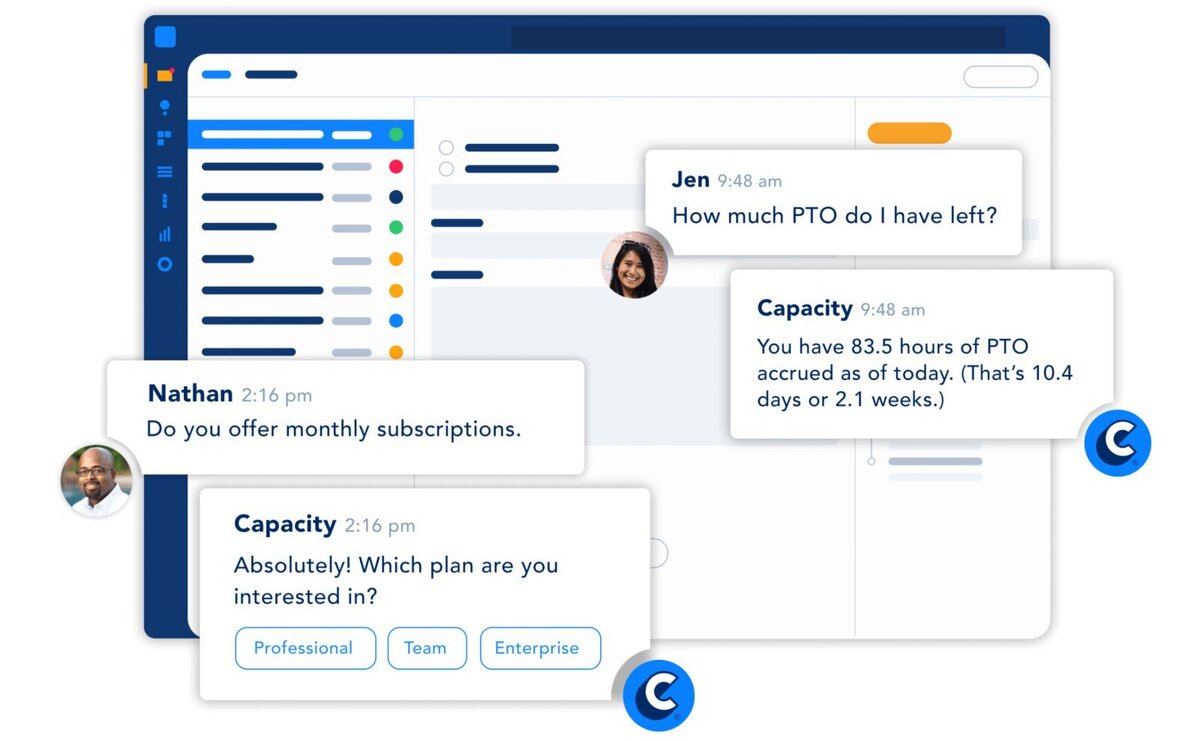 Jen 9:48 am
How much PTO do I have left?
Capacity 9:48 am
You have 83.5 hours of PTO
accrued as of today. (That's 10.4
days or 2.1 weeks.)
Nathan 2:16 pm
Do you offer monthly subscriptions.
Capacity 2:16 pm
Absolutely! Which plan are you
interested in?
Professional Team Enterprise